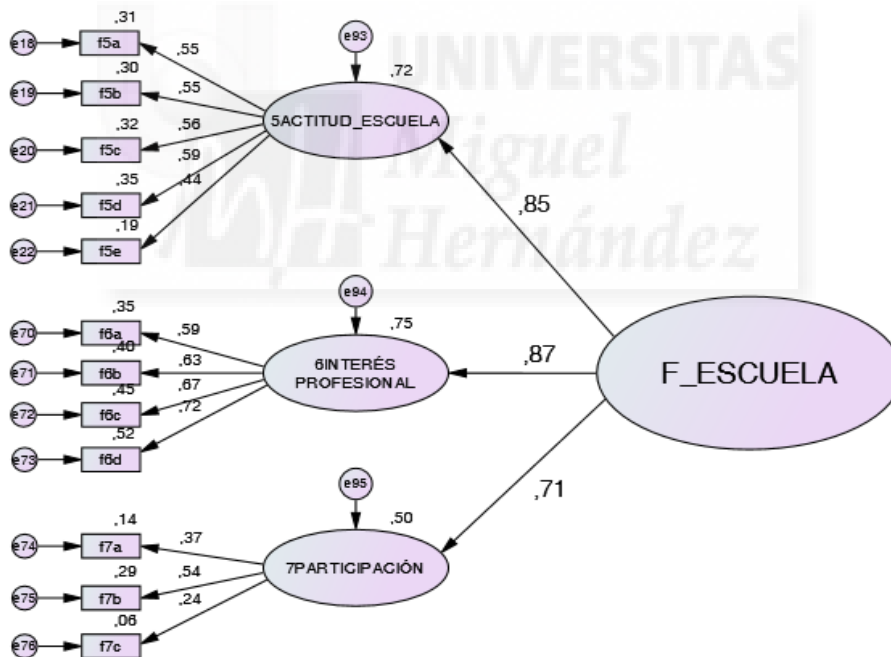 ,31
e18
f5a
,55
e93
UNIVERSITAS
,30
,72
e19
f5b
,55
5ACTITUD_ESCUELA
,32
e20
f5c
,56
Miguel
,59
,35
,44
e21
f5d
,85
,19
Hernández
e22
f5e
e94
,35
e70
f6a
,59
,75
,40
e71
f6b
,63
6INTERÉS
PROFESIONAL
,87
F_ESCUELA
,45
,67
e72
f6c
,72
,52
e73
f6d
e95
,71
,14
,50
e74
f7a
,37
,29
,54
7PARTICIPACIÓN
e75
f7b
,24
,06
e76
f7c